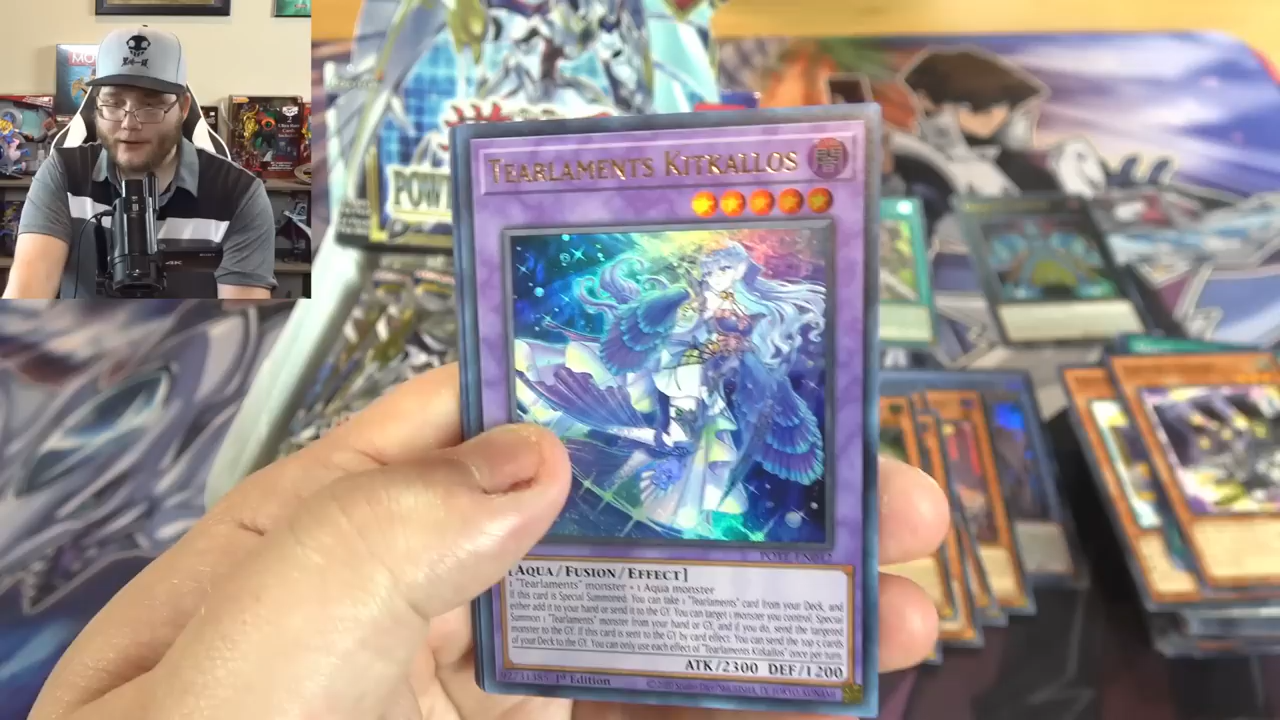 MO
TEARLAMENTS KITKALLOS
闇
POW
POTE-EN042
[AQUA/FUSION/EFFECT]
1 "Tearlaments" monster + 1 Aqua monster
If this card is Special Summoned: You can take 1 "Tearlaments" card from your Deck, and
either add it to your hand or send it to the GY. You can target 1 monster you control; Special
Summon 1 "Tearlaments" monster from your hand or GY, and if you do, send the targeted
monster to the GY. If this card is sent to the GY by card effect: You can send the top 5 cards
of your Deck to the GY. You can only use each effect of "Tearlaments Kitkallos" once per turn.
ATK/2300 DEF/1200
1st Edition